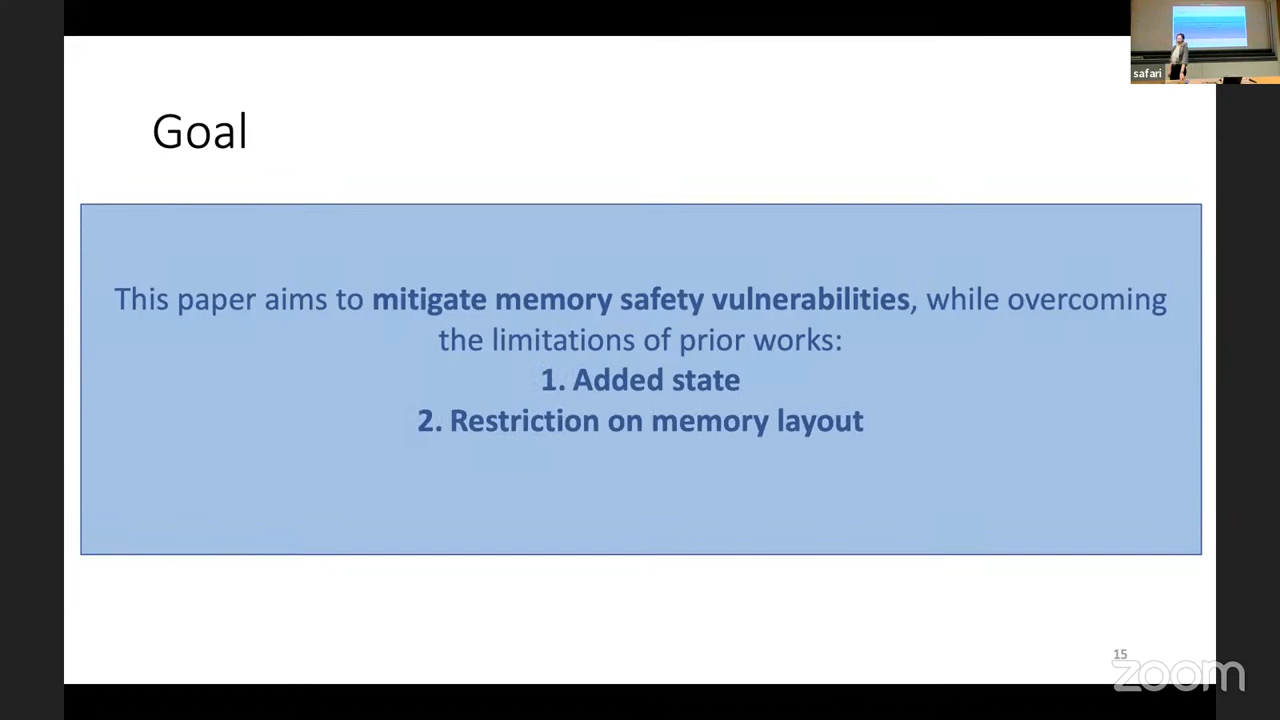 safari
Goal
This paper aims to mitigate memory safety vulnerabilities, while overcoming
the limitations of prior works:
1. Added state
2. Restriction on memory layout
15
zoom